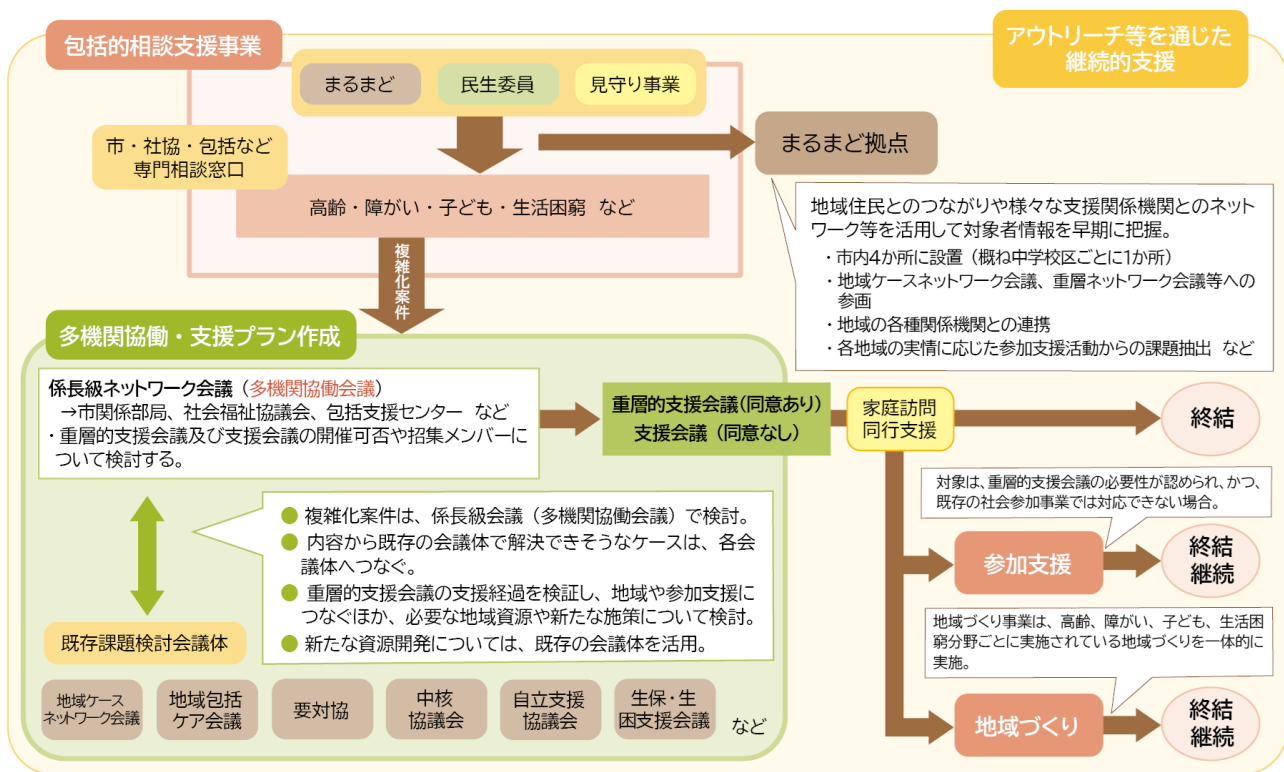 包括的相談支援事業
アウトリーチ等を通じた
継続的支援
まるまど
民生委員
見守り事業
市・社協・包括など
専門相談窓口
まるまど拠点
高齢・障がい・子ども・生活困窮 など
地域住民とのつながりや様々な支援関係機関とのネット
ワーク等を活用して対象者情報を早期に把握。
・市内4か所に設置（概ね中学校区ごとに1か所）
・地域ケースネットワーク会議、重層ネットワーク会議等への
参画
・地域の各種関係機関との連携
・各地域の実情に応じた参加支援活動からの課題抽出 など
複雑化案件
多機関協働・支援プラン作成
係長級ネットワーク会議（多機関協働会議）
→市関係部局、社会福祉協議会、包括支援センター など
・重層的支援会議及び支援会議の開催可否や招集メンバーに
ついて検討する。
重層的支援会議(同意あり)
支援会議（同意なし）
家庭訪問
同行支援
終結
対象は、重層的支援会議の必要性が認められ、かつ、
既存の社会参加事業では対応できない場合。
● 複雑化案件は、係長級会議（多機関協働会議）で検討。
● 内容から既存の会議体で解決できそうなケースは、各会
議体へつなぐ。
● 重層的支援会議の支援経過を検証し、地域や参加支援に
つなぐほか、必要な地域資源や新たな施策について検討。
● 新たな資源開発については、既存の会議体を活用。
参加支援
終結
継続
既存課題検討会議体
地域づくり事業は、高齢、障がい、子ども、生活困
窮分野ごとに実施されている地域づくりを一体的に
実施。
地域ケース
ネットワーク会議
地域包括
ケア会議
要対協
中核
協議会
自立支援
協議会
生保・生
困支援会議
など
地域づくり
終結
継続